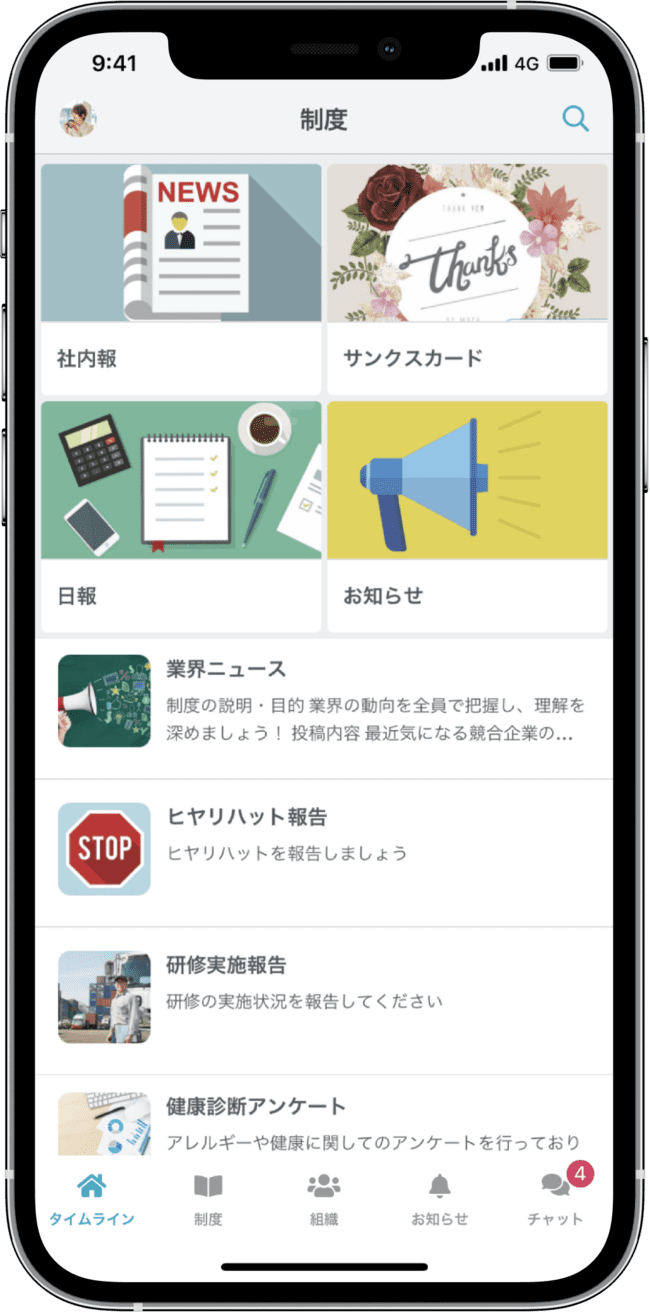 9:41
4G
制度
NEWS
THANK YOU
thanks
社内報
サンクスカード
日報
お知らせ
業界ニュース
制度の説明・目的 業界の動向を全員で把握し、理解を
深めましょう！ 投稿内容 最近気になる競合企業の...
STOP
ヒヤリハット報告
ヒヤリハットを報告しましょう
研修実施報告
研修の実施状況を報告してください
健康診断アンケート
アレルギーや健康に関してのアンケートを行っており
4
タイムライン
制度
組織
お知らせ
チャット